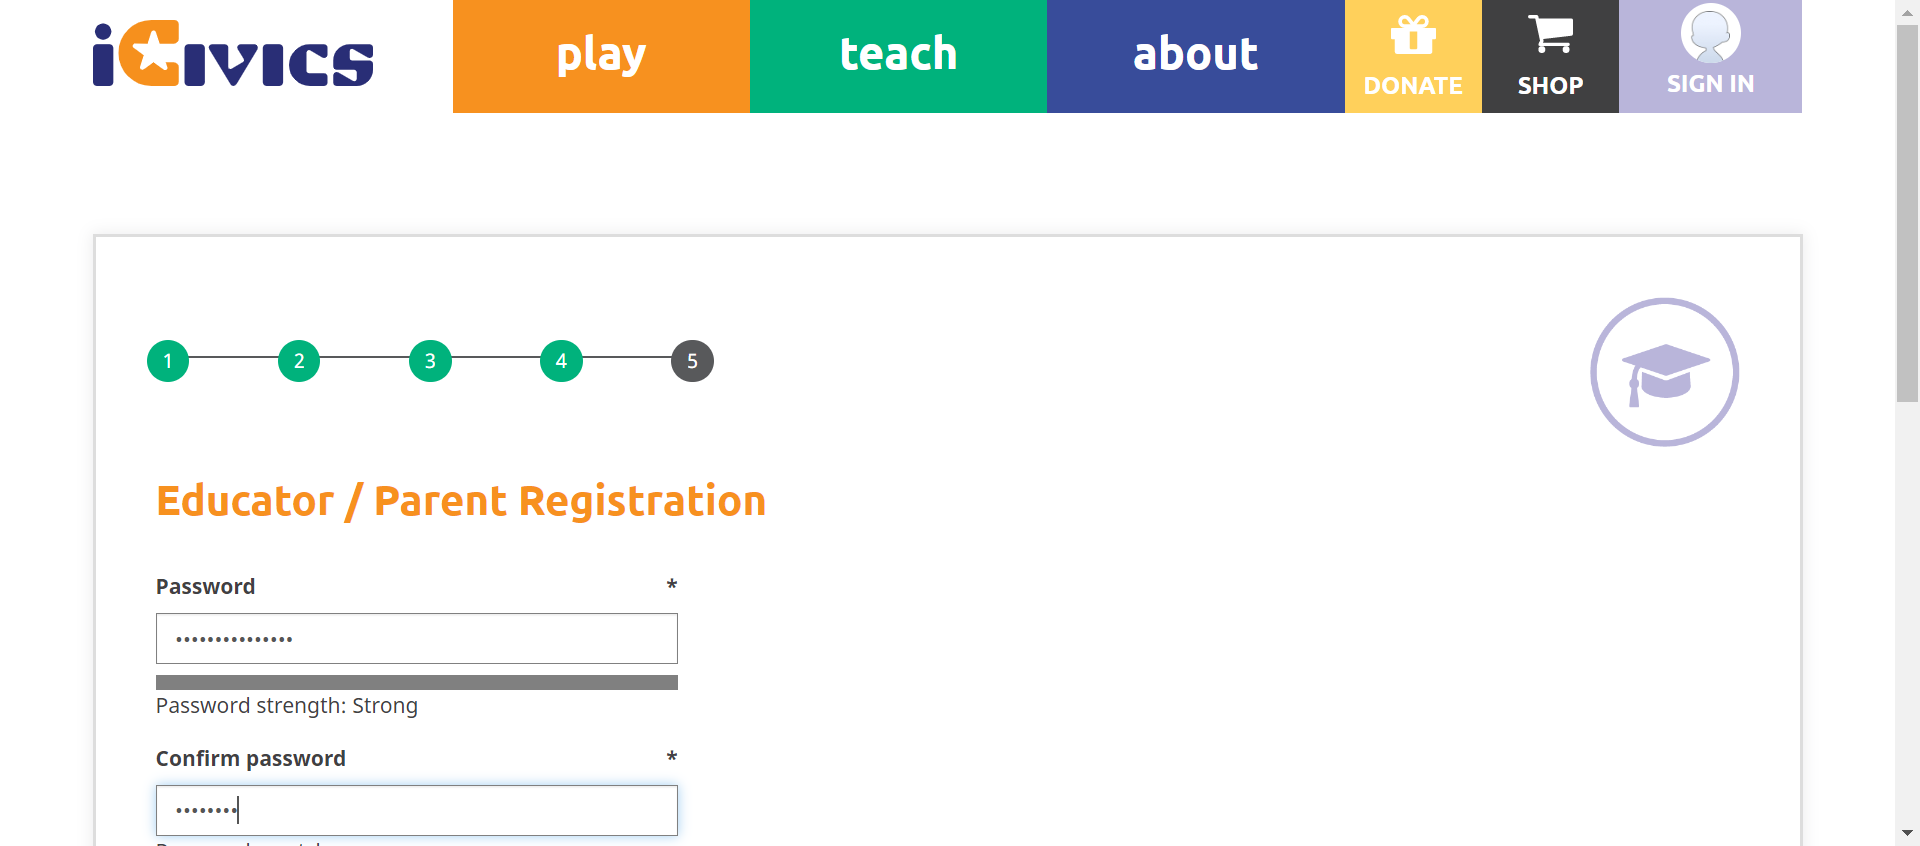 iCivics
play
teach
about
DONATE
SHOP
SIGN IN
1 2 3 4 5
Educator / Parent Registration
Password *
•••••••••••••••
Password strength: Strong
Confirm password *
••••••••